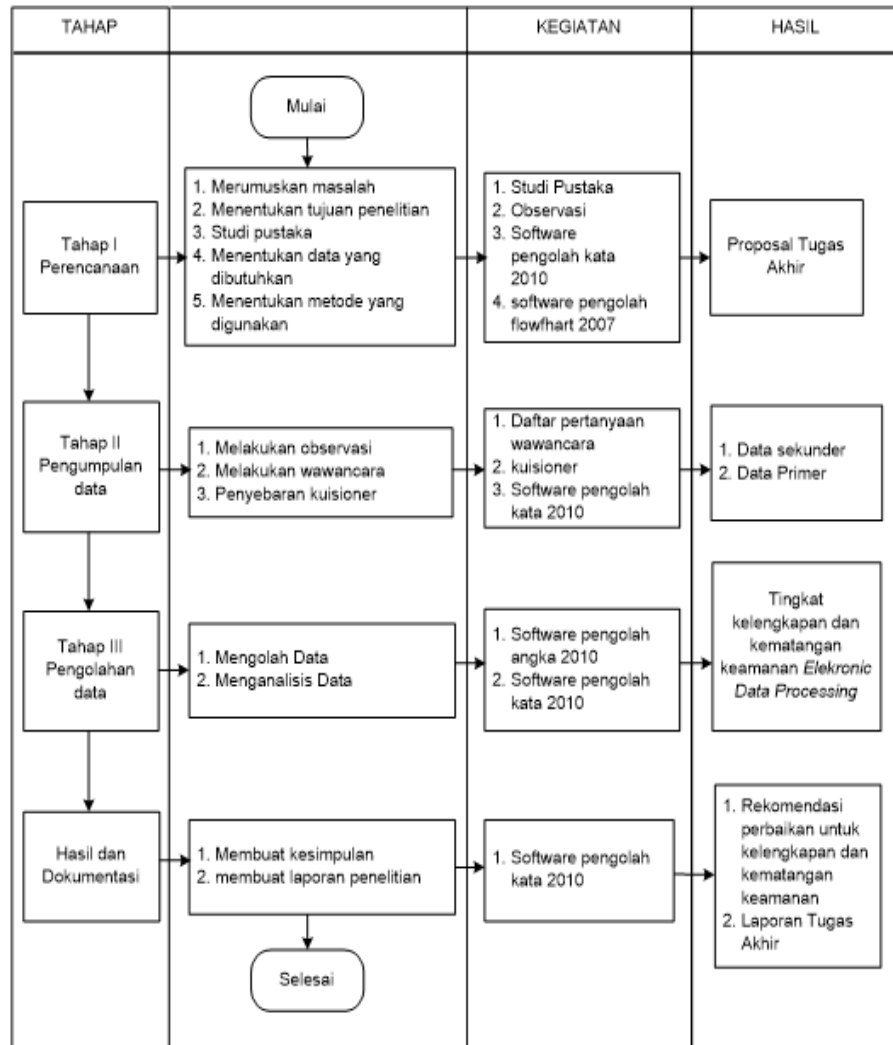 TAHAP
KEGIATAN
HASIL
Mulai
Tahap I
Perencanaan
1. Merumuskan masalah
2. Menentukan tujuan penelitian
3. Studi pustaka
4. Menentukan data yang
dibutuhkan
5. Menentukan metode yang
digunakan
1. Studi Pustaka
2. Observasi
3. Software
pengolah kata
2010
4. software pengolah
flowfhart 2007
Proposal Tugas
Akhir
Tahap II
Pengumpulan
data
1. Melakukan observasi
2. Melakukan wawancara
3. Penyebaran kuisioner
1. Daftar pertanyaan
wawancara
2. kuisioner
3. Software pengolah
kata 2010
1. Data sekunder
2. Data Primer
Tahap III
Pengolahan
data
1. Mengolah Data
2. Menganalisis Data
1. Software pengolah
angka 2010
2. Software pengolah
kata 2010
Tingkat
kelengkapan dan
kematangan
keamanan Elekronic
Data Processing
Hasil dan
Dokumentasi
1. Membuat kesimpulan
2. membuat laporan penelitian
1. Software pengolah
kata 2010
1. Rekomendasi
perbaikan untuk
kelengkapan dan
kematangan
keamanan
2. Laporan Tugas
Akhir
Selesai